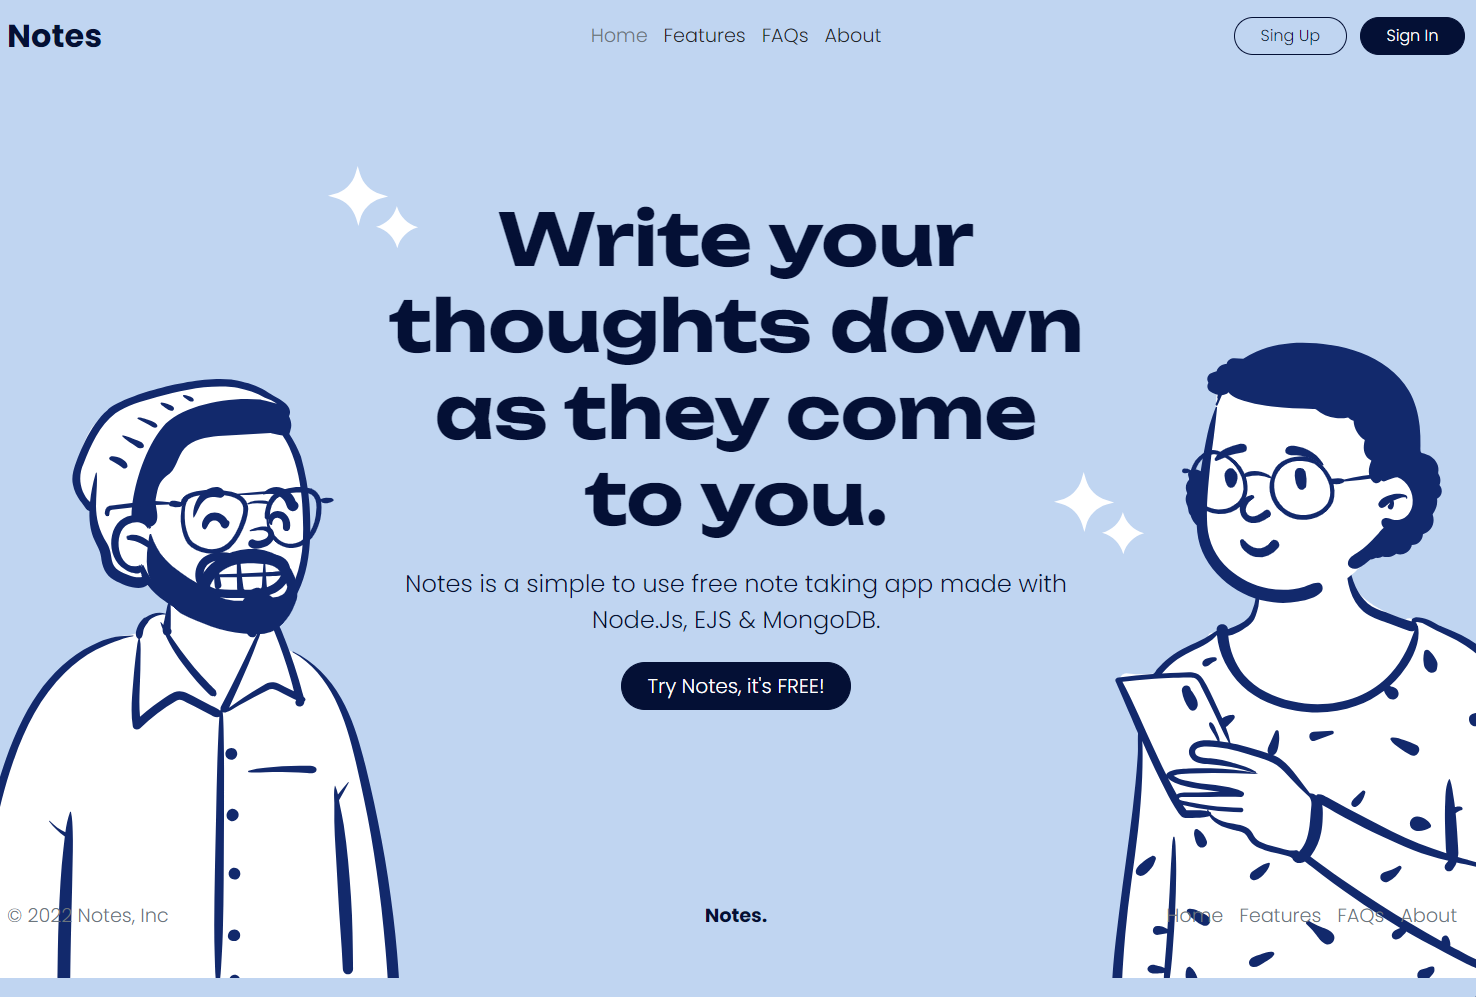 Notes
Home Features FAQs About
Sing Up
Sign In
Write your
thoughts down
as they come
to you.
Notes is a simple to use free note taking app made with
Node.Js, EJS & MongoDB.
Try Notes, it's FREE!
© 2022 Notes, Inc
Notes.
Home Features FAQs About